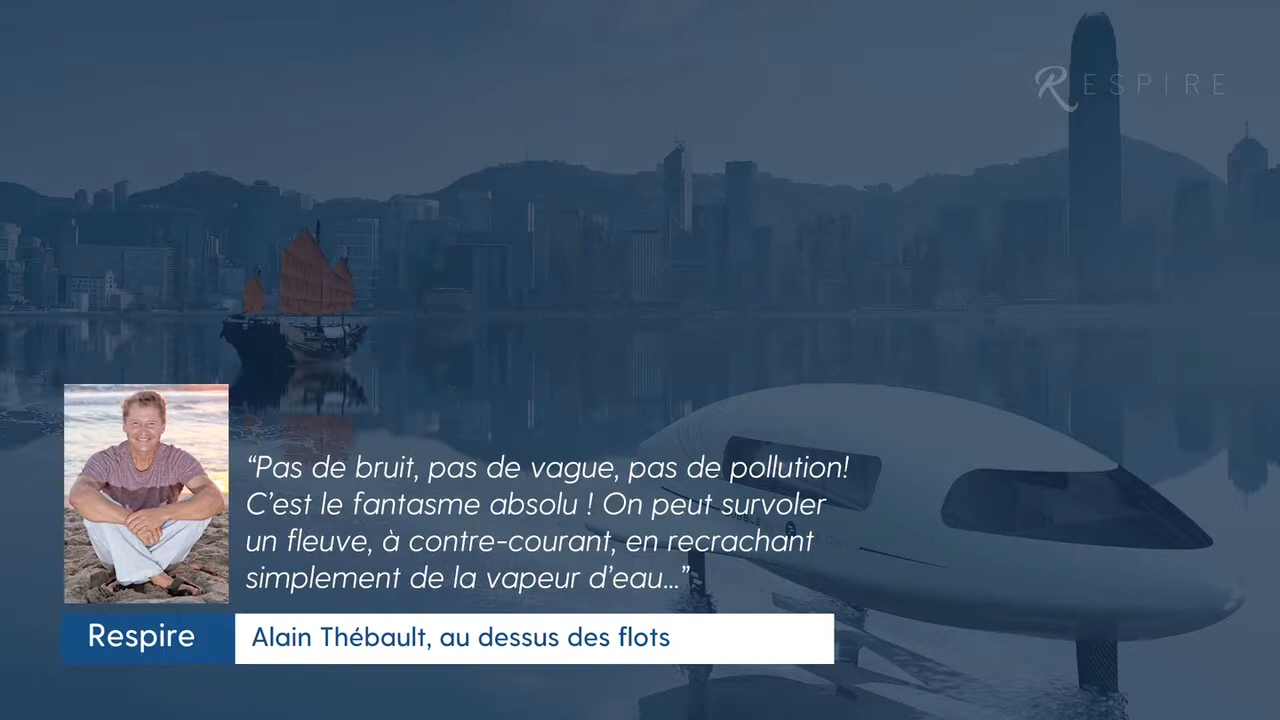 RESPIRE
“Pas de bruit, pas de vague, pas de pollution!
C’est le fantasme absolu ! On peut survoler
un fleuve, à contre-courant, en recrachant
simplement de la vapeur d’eau...”
Respire
Alain Thébault, au dessus des flots